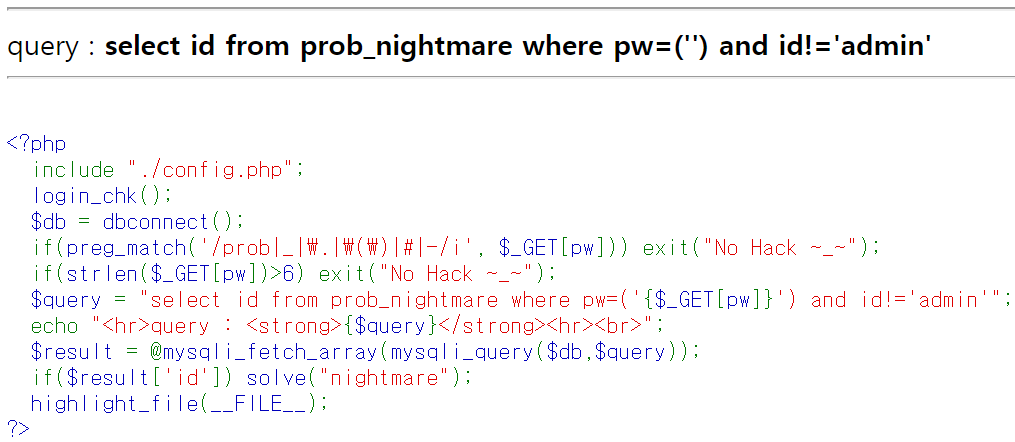 query : select id from prob_nightmare where pw=('') and id!='admin'
<?php
  include "./config.php";
  login_chk();
  $db = dbconnect();
  if(preg_match('/prob|_|₩.|₩(₩)|#|-/i', $_GET[pw])) exit("No Hack ~_~");
  if(strlen($_GET[pw])>6) exit("No Hack ~_~");
  $query = "select id from prob_nightmare where pw=('{$_GET[pw]}') and id!='admin'";
  echo "<hr>query : <strong>{$query}</strong><hr><br>";
  $result = @mysqli_fetch_array(mysqli_query($db,$query));
  if($result['id']) solve("nightmare");
  highlight_file(__FILE__);
?>